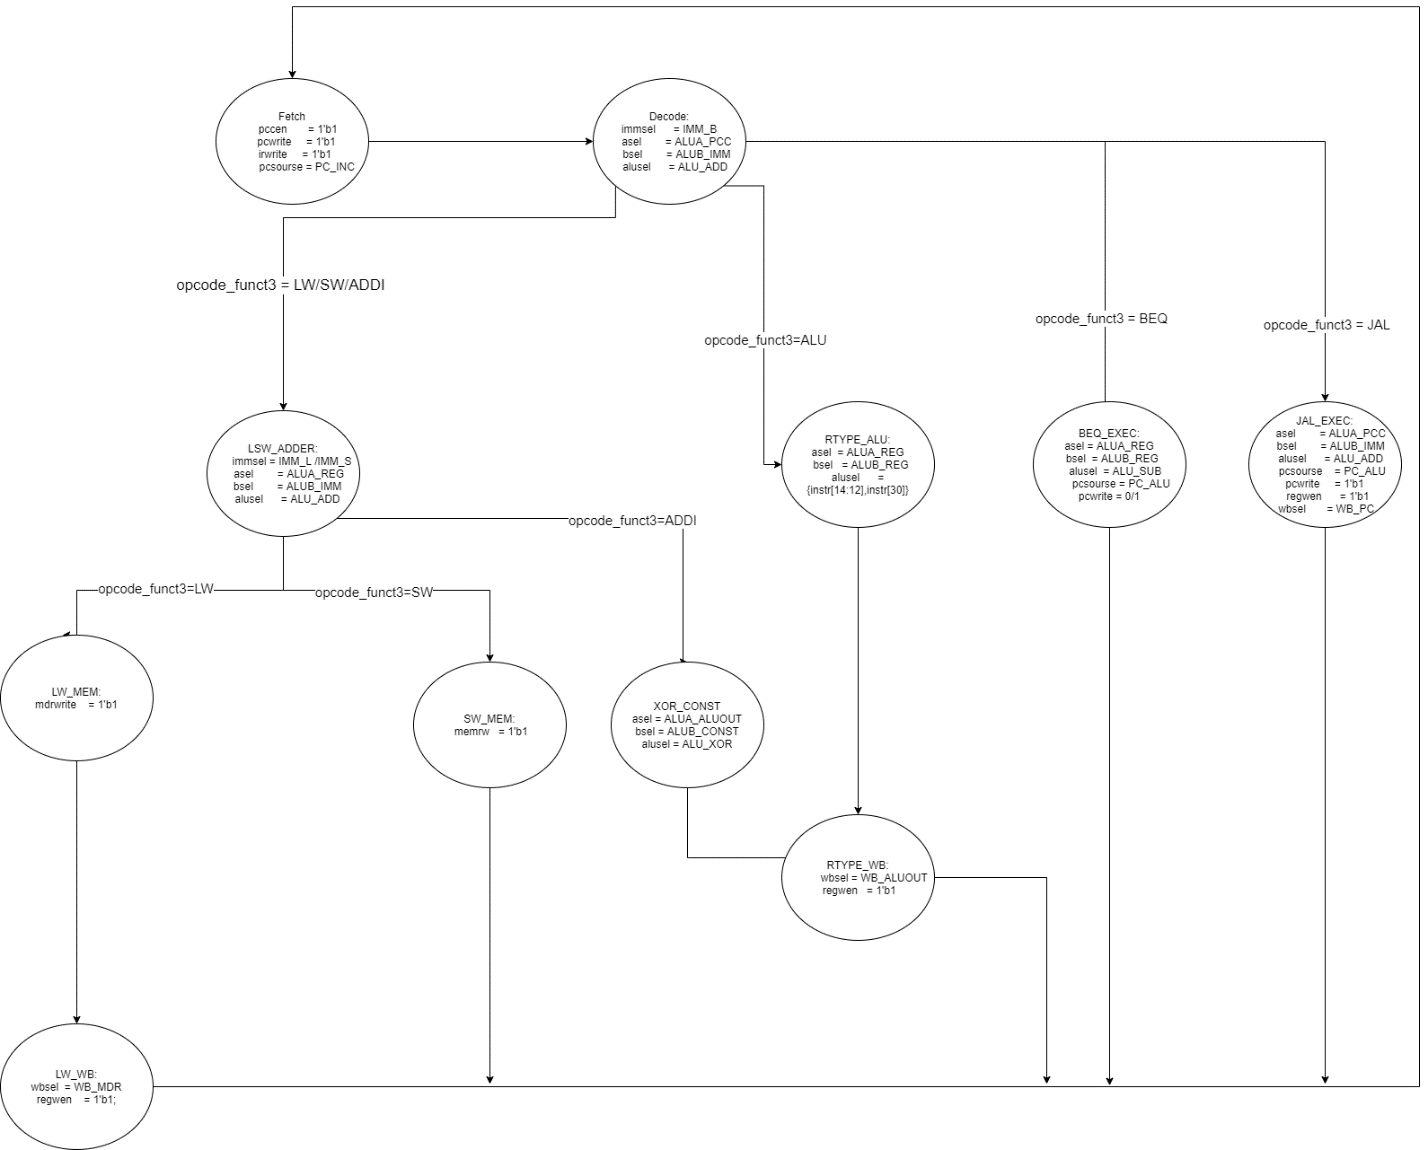 Fetch
pccen = 1'b1
pcwrite = 1'b1
irwrite = 1'b1
pcsourse = PC_INC
Decode:
immsel = IMM_B
asel = ALUA_PCC
bsel = ALUB_IMM
alusel = ALU_ADD
opcode_funct3 = LW/SW/ADDI
opcode_funct3=ALU
opcode_funct3 = BEQ
opcode_funct3 = JAL
LSW_ADDER:
immsel = IMM_L /IMM_S
asel = ALUA_REG
bsel = ALUB_IMM
alusel = ALU_ADD
RTYPE_ALU:
asel = ALUA_REG
bsel = ALUB_REG
alusel =
{instr[14:12],instr[30]}
BEQ_EXEC:
asel = ALUA_REG
bsel = ALUB_REG
alusel = ALU_SUB
pcsourse = PC_ALU
pcwrite = 0/1
JAL_EXEC:
asel = ALUA_PCC
bsel = ALUB_IMM
alusel = ALU_ADD
pcsourse = PC_ALU
pcwrite = 1'b1
regwen = 1'b1
wbsel = WB_PC
opcode_funct3=ADDI
opcode_funct3=LW
opcode_funct3=SW
LW_MEM:
mdrwrite = 1'b1
SW_MEM:
memrw = 1'b1
XOR_CONST
asel = ALUA_ALUOUT
bsel = ALUB_CONST
alusel = ALU_XOR
RTYPE_WB:
wbsel = WB_ALUOUT
regwen = 1'b1
LW_WB:
wbsel = WB_MDR
regwen = 1'b1;